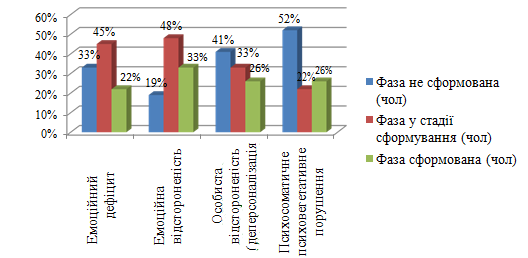 60%
50%
40%
30%
20%
10%
0%
33%
45%
22%
19%
48%
33%
41%
33%
26%
52%
22%
26%
Емоційний
дефіцит
Емоційна
відстороненість
Особиста
відстороненість
(деперсоналізація)
Психосоматичне
психовегетативне
порушення
Фаза не сформована
(чол)
Фаза у стадії
сформування (чол)
Фаза сформована (чол)